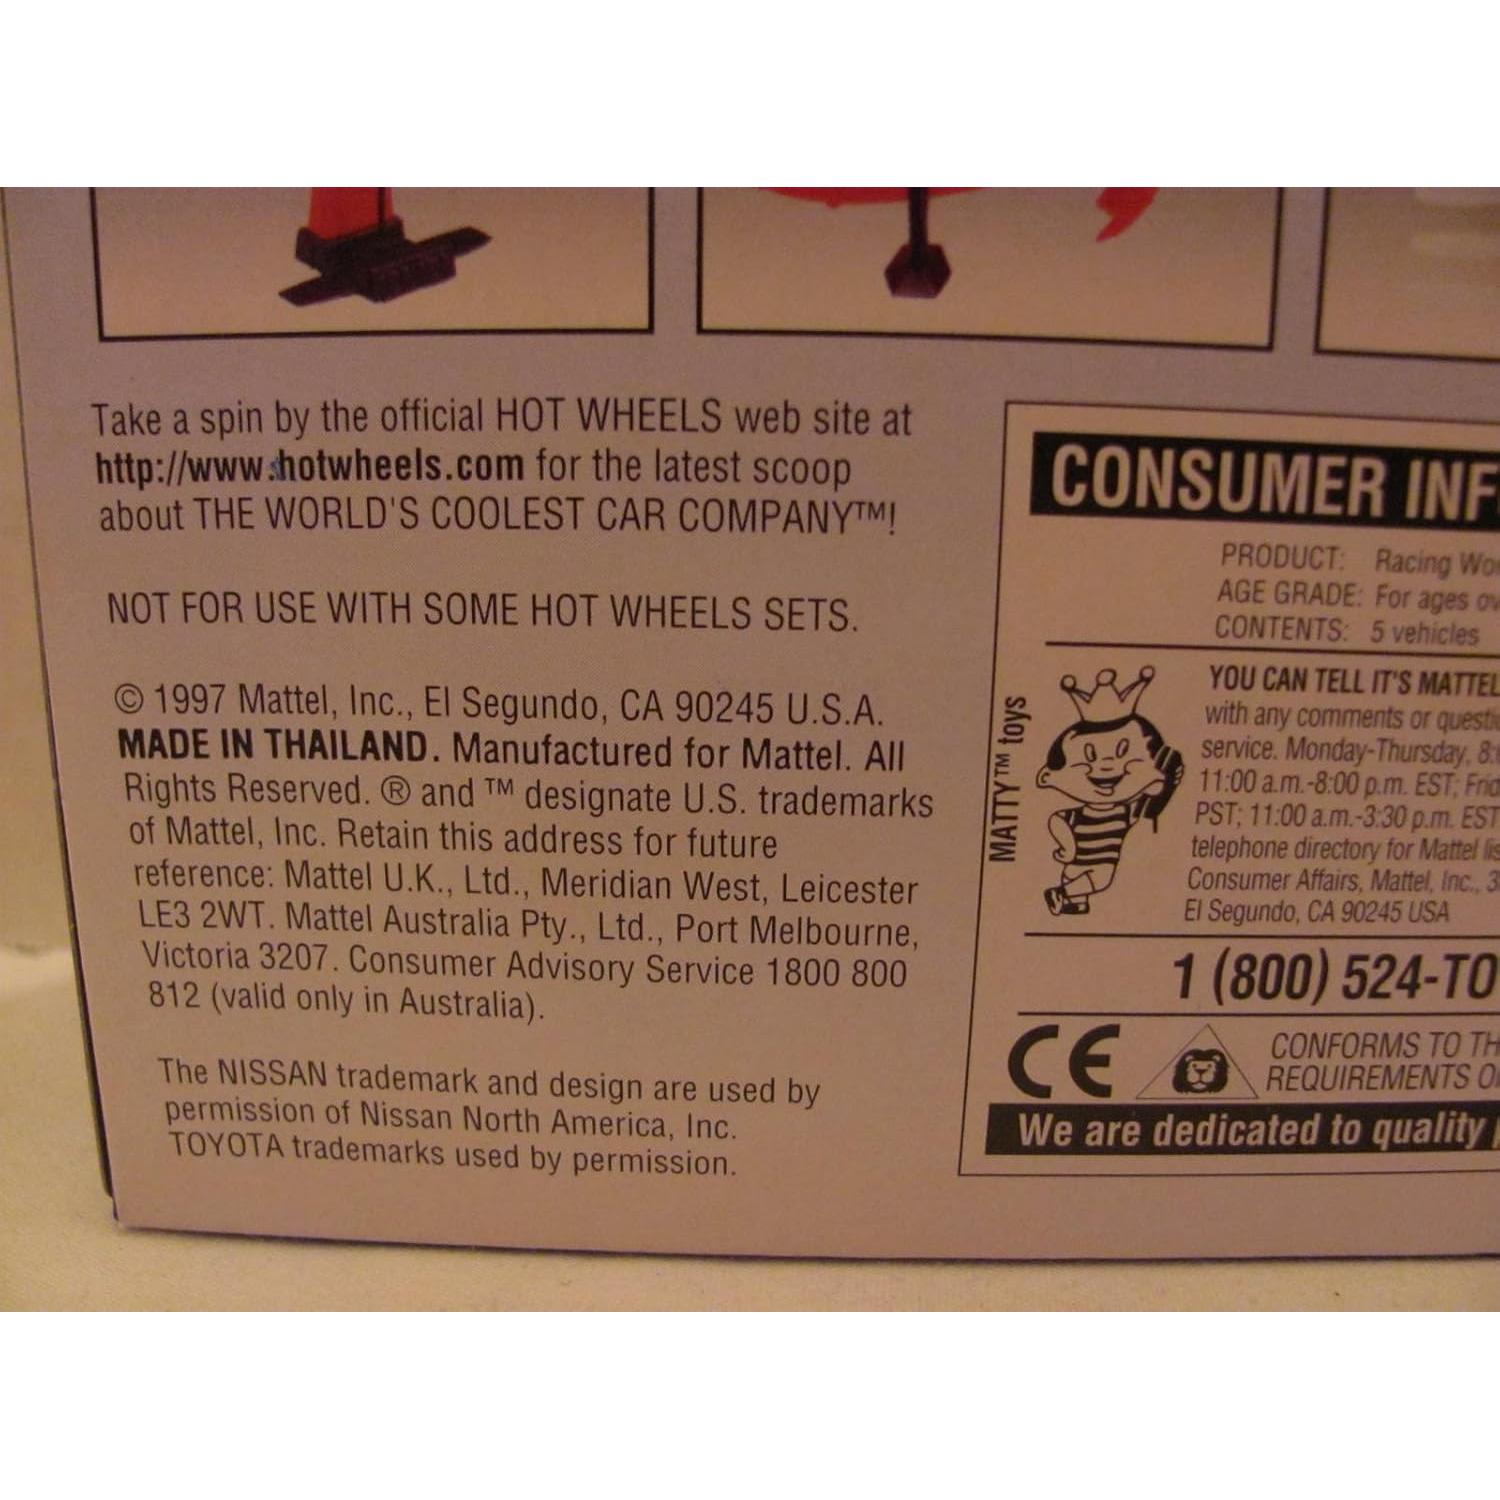 Take a spin by the official HOT WHEELS web site at
http://www.hotwheels.com for the latest scoop
about THE WORLD'S COOLEST CAR COMPANY™!
NOT FOR USE WITH SOME HOT WHEELS SETS.
© 1997 Mattel, Inc., El Segundo, CA 90245 U.S.A.
MADE IN THAILAND. Manufactured for Mattel. All
Rights Reserved. ® and ™ designate U.S. trademarks
of Mattel, Inc. Retain this address for future
reference: Mattel U.K., Ltd., Meridian West, Leicester
LE3 2WT. Mattel Australia Pty., Ltd., Port Melbourne,
Victoria 3207. Consumer Advisory Service 1800 800
812 (valid only in Australia).
The NISSAN trademark and design are used by
permission of Nissan North America, Inc.
TOYOTA trademarks used by permission.
CONSUMER
PRODUCT: Racing
AGE GRADE: For ages
CONTENTS: 5 vehicles
MATTY™ toys
YOU CAN TELL IT'S MATTEL
with any comments or
service. Monday-Thursday,
11:00 a.m.-8:00 p.m. EST;
PST; 11:00 a.m.-3:30 p.m. EST
telephone directory for Mattel
Consumer Affairs, Mattel, Inc.,
El Segundo, CA 90245 USA
1 (800) 524-TO
CE
CONFORMS TO
REQUIREMENTS
We are dedicated to quality